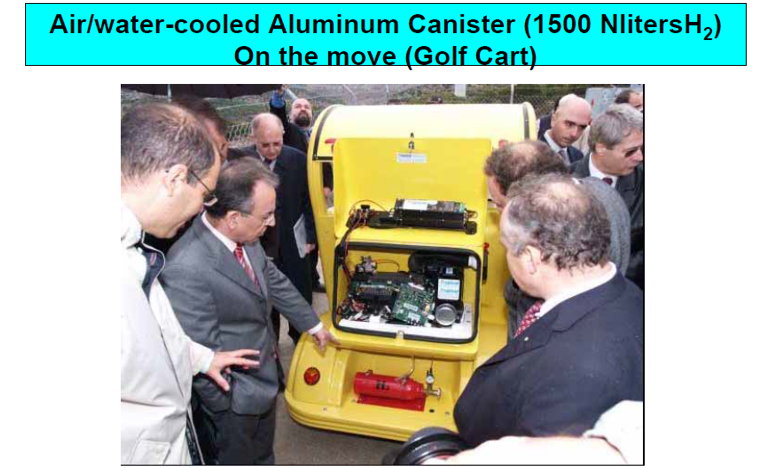 Air/water-cooled Aluminum Canister (1500 NlitersH₂)
On the move (Golf Cart)